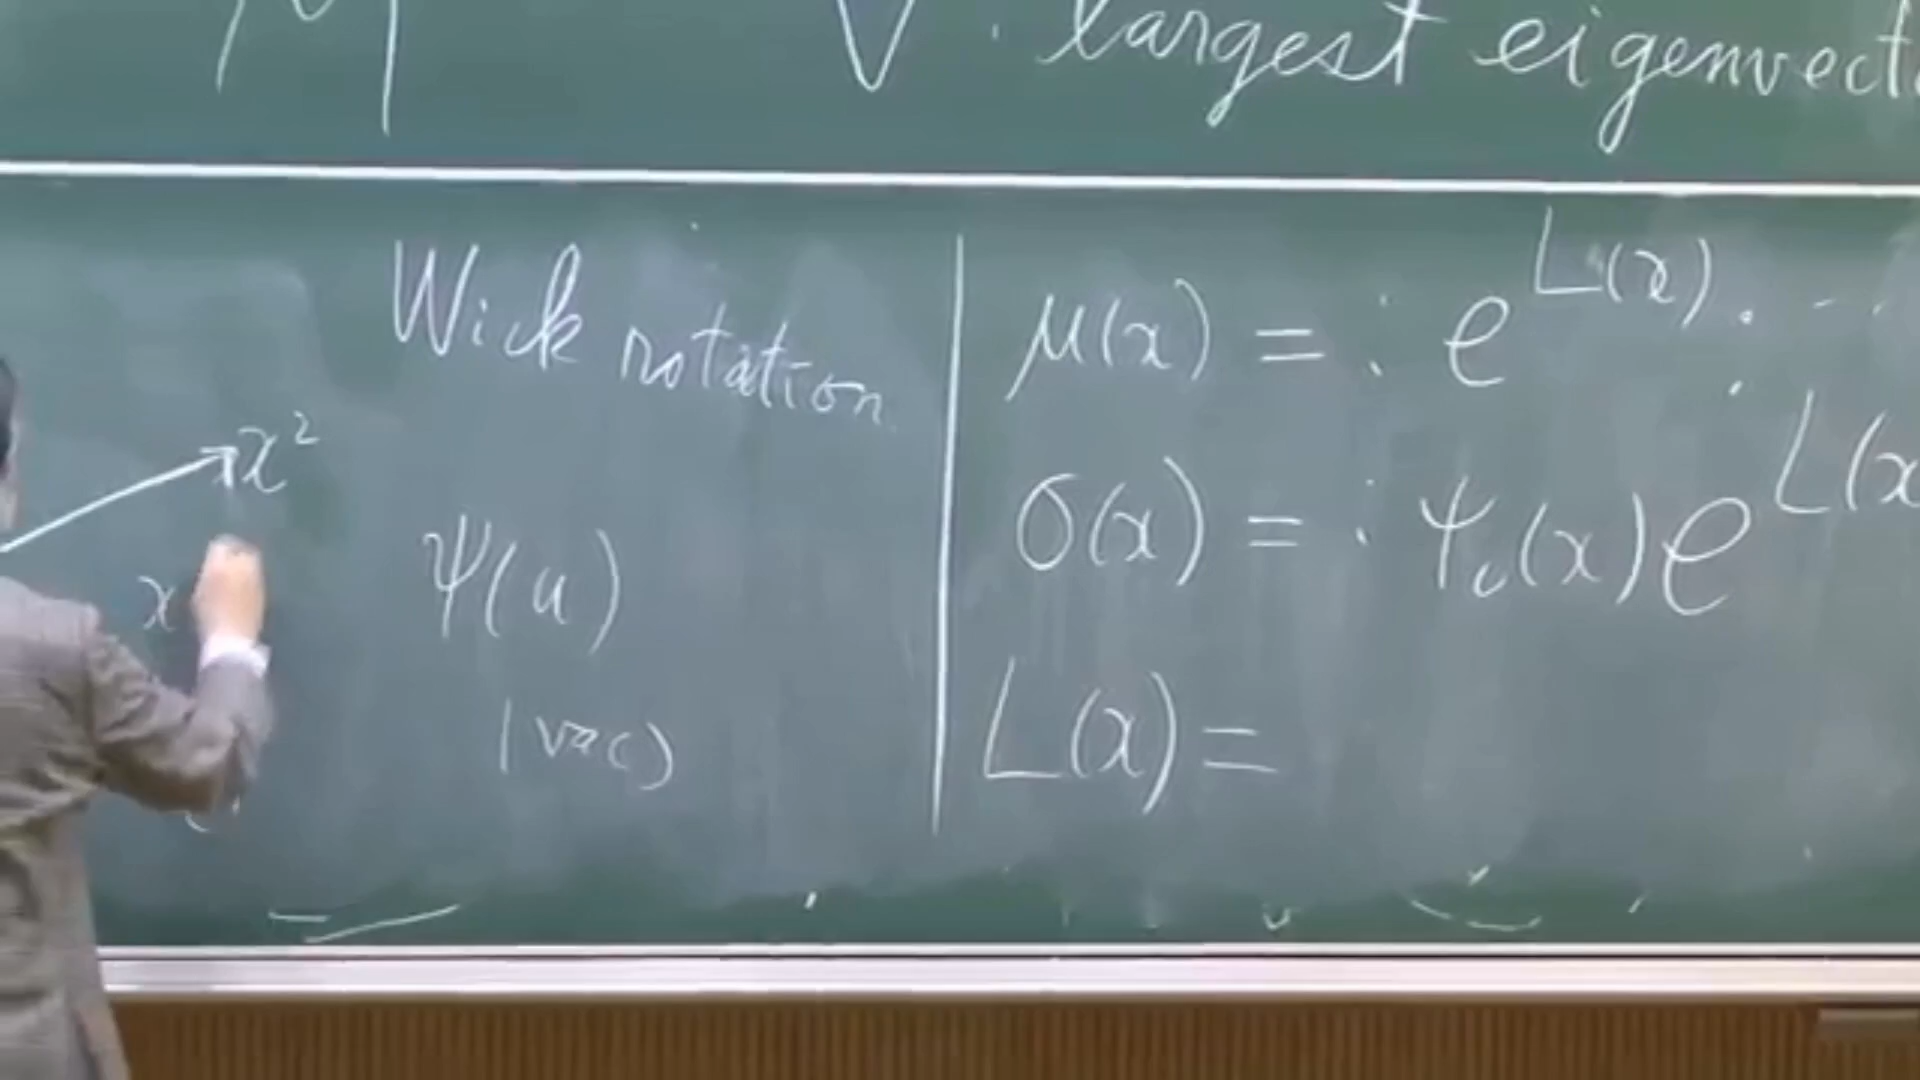 M V · largest eigenvect
Wick rotation
x²
x
ψ(u)
|vac⟩
μ(x) = : e^{L(x)} : . . .
σ(x) = : ψ₀(x) e^{L(x
L(x) =